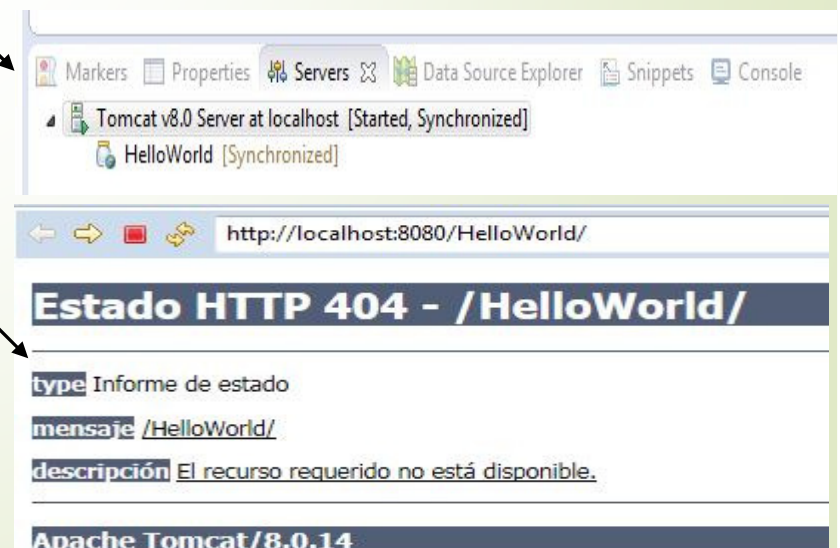 Markers Properties Servers Data Source Explorer Snippets Console
Tomcat v8.0 Server at localhost [Started, Synchronized]
HelloWorld [Synchronized]
http://localhost:8080/HelloWorld/
Estado HTTP 404 - /HelloWorld/
type Informe de estado
mensaje /HelloWorld/
descripción El recurso requerido no está disponible.
Apache Tomcat/8.0.14